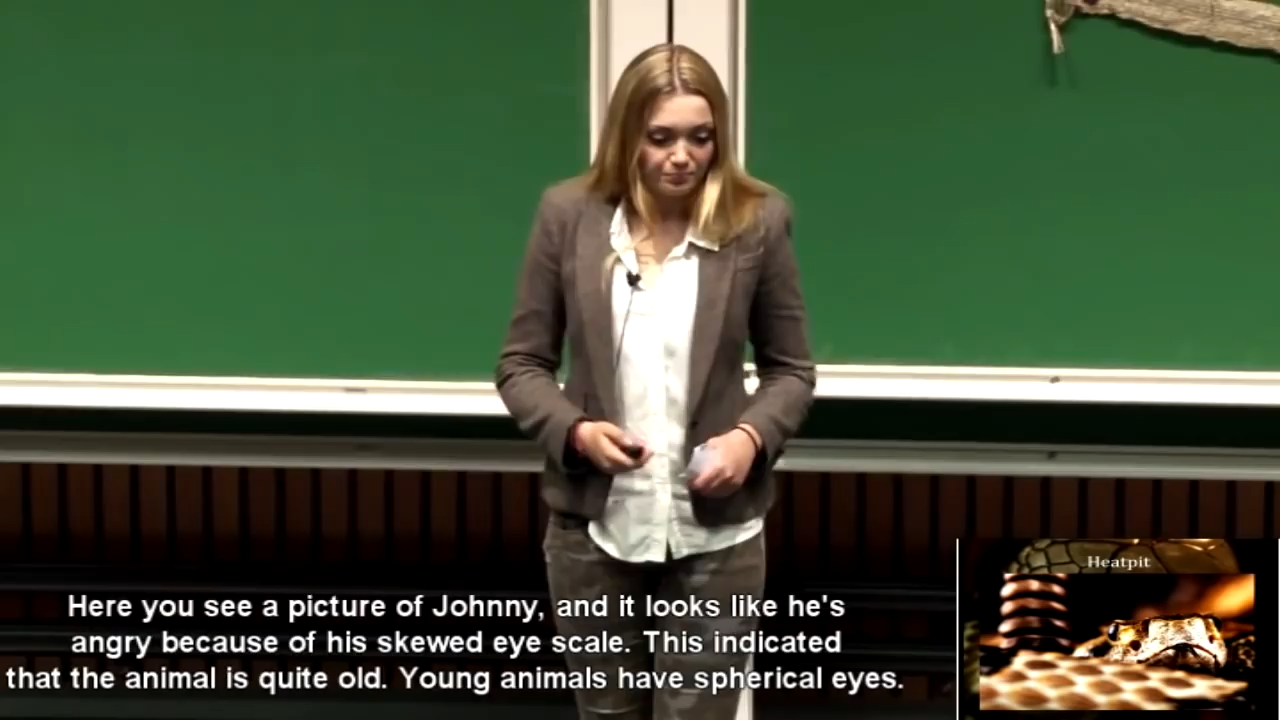 Heatpit
Here you see a picture of Johnny, and it looks like he's
angry because of his skewed eye scale. This indicated
that the animal is quite old. Young animals have spherical eyes.